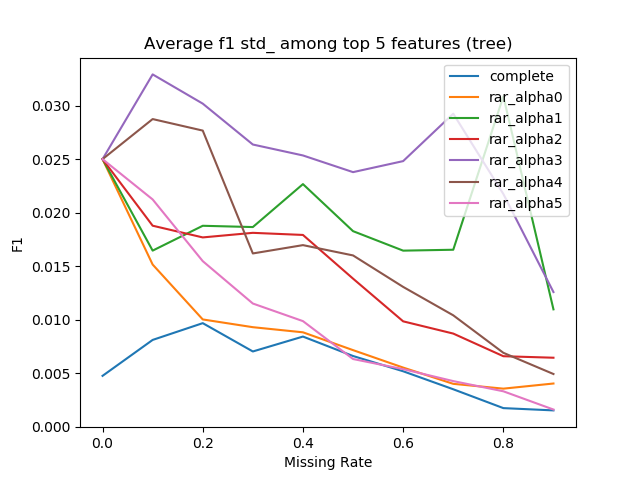 Average f1 std_ among top 5 features (tree)
complete
rar_alpha0
rar_alpha1
rar_alpha2
rar_alpha3
rar_alpha4
rar_alpha5
F1
0.030
0.025
0.020
0.015
0.010
0.005
0.000
0.0 0.2 0.4 0.6 0.8
Missing Rate